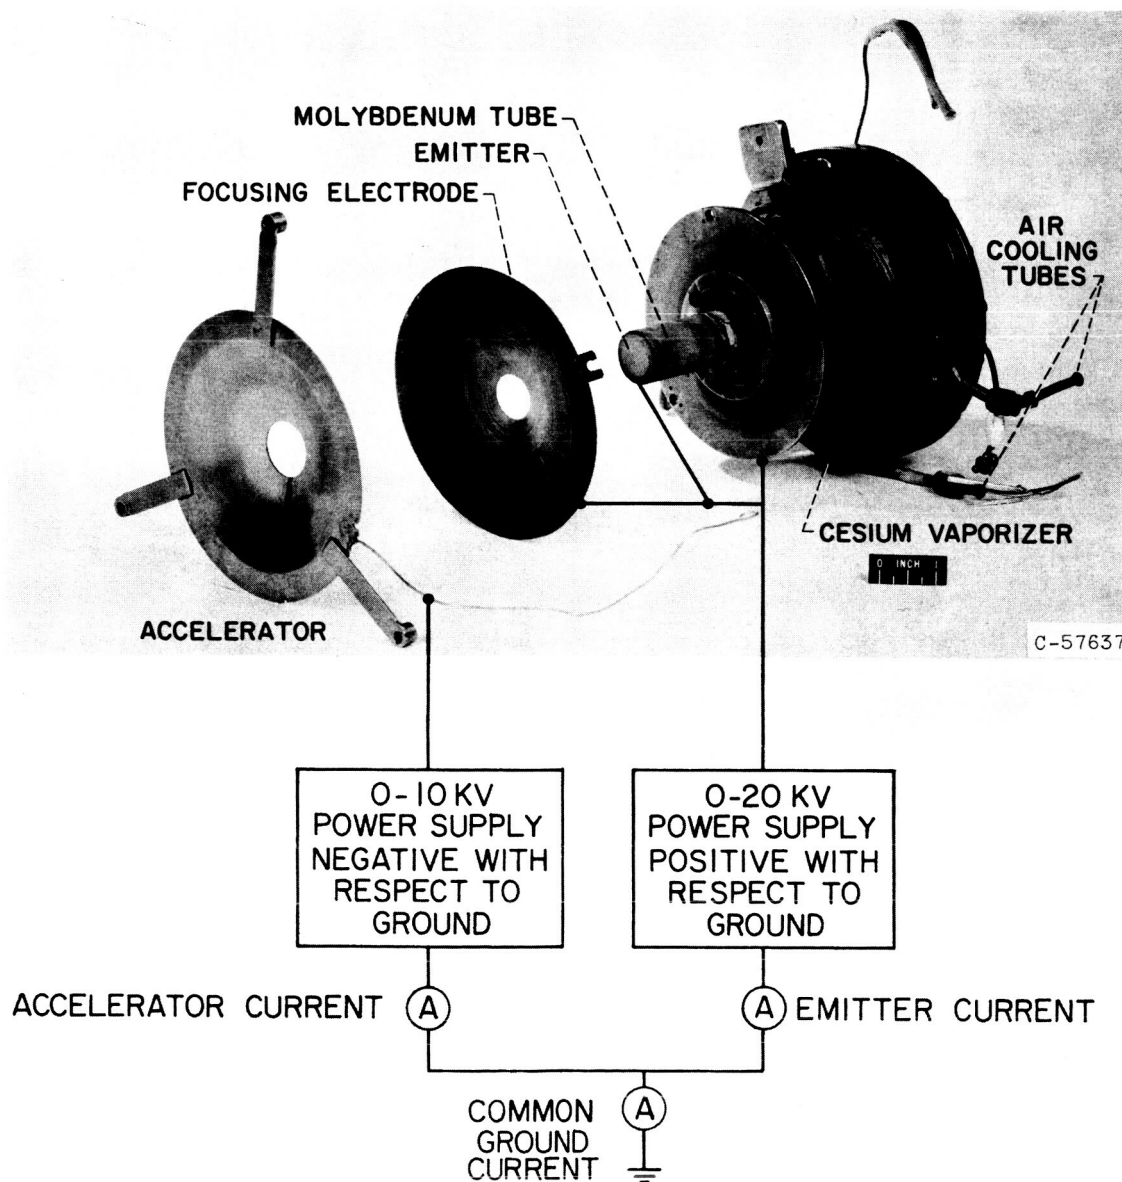 MOLYBDENUM TUBE
EMITTER
FOCUSING ELECTRODE
AIR
COOLING
TUBES
CESIUM VAPORIZER
0 INCH 1
ACCELERATOR
C-57637
0-10 KV
POWER SUPPLY
NEGATIVE WITH
RESPECT TO
GROUND
0-20 KV
POWER SUPPLY
POSITIVE WITH
RESPECT TO
GROUND
ACCELERATOR CURRENT A
A EMITTER CURRENT
COMMON
GROUND
CURRENT
A